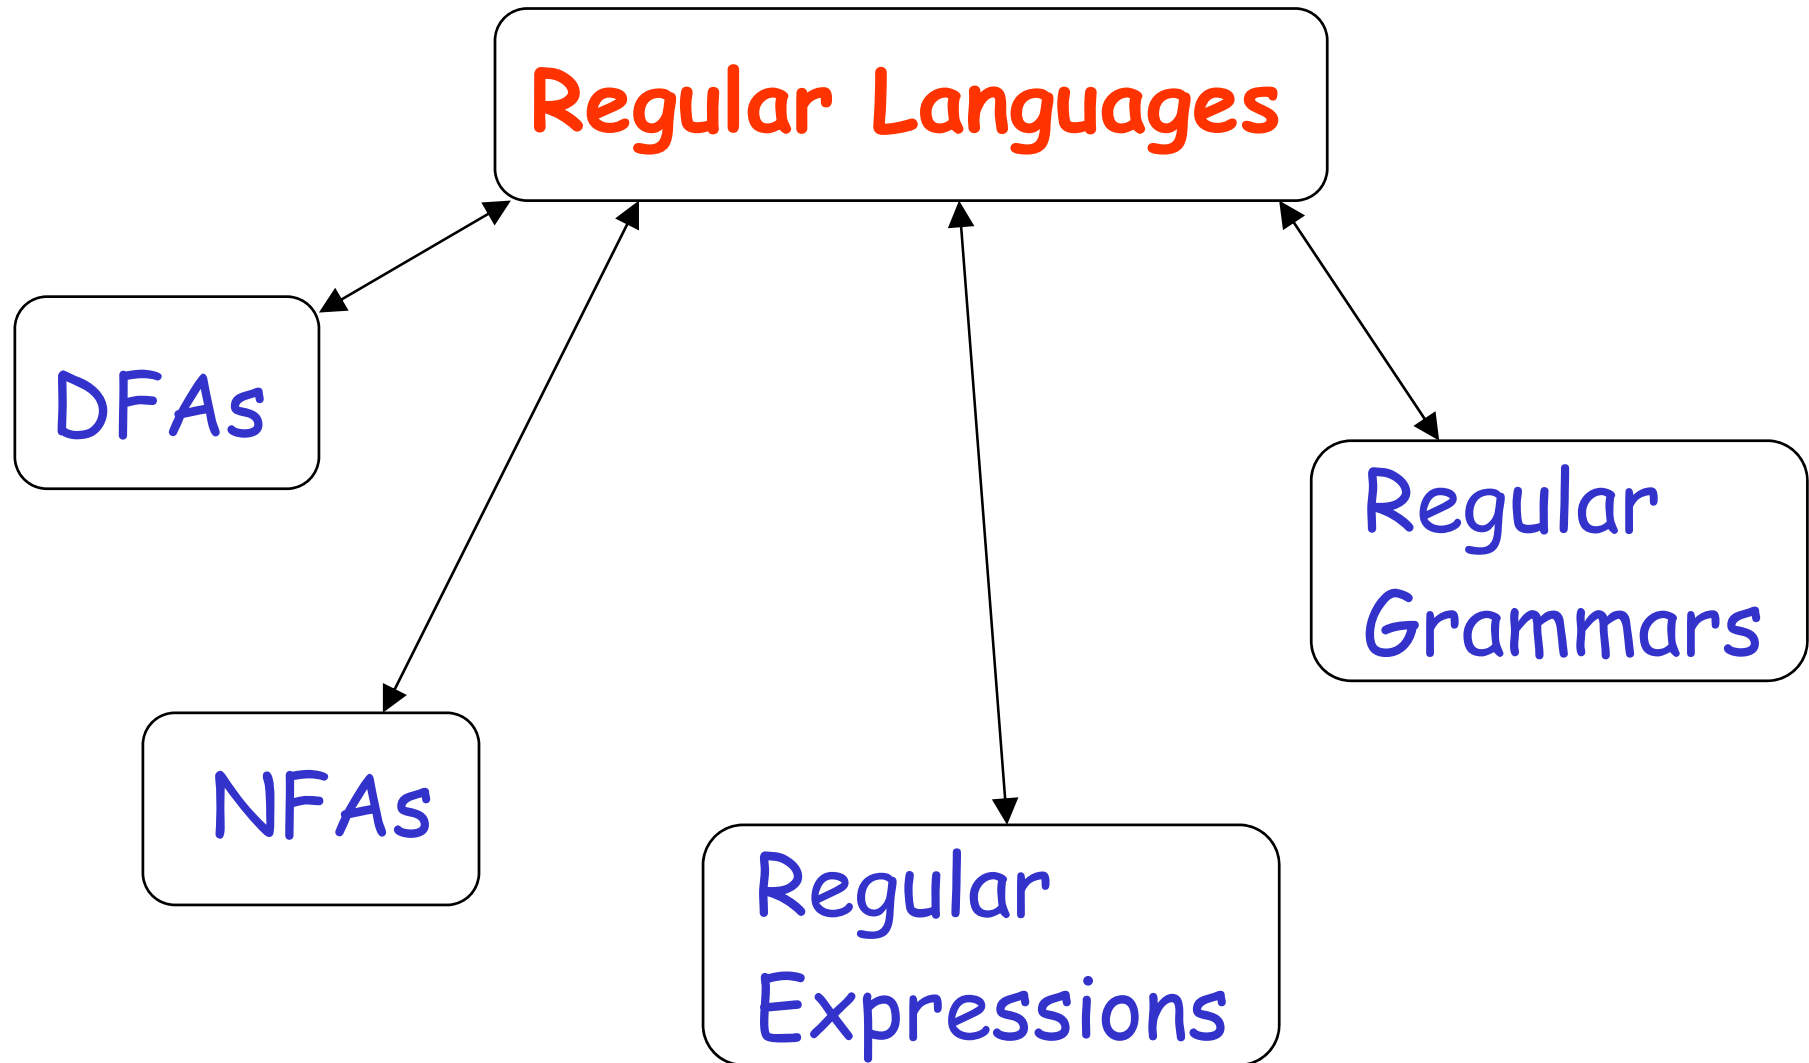 Regular Languages
DFAs
Regular
Grammars
NFAs
Regular
Expressions